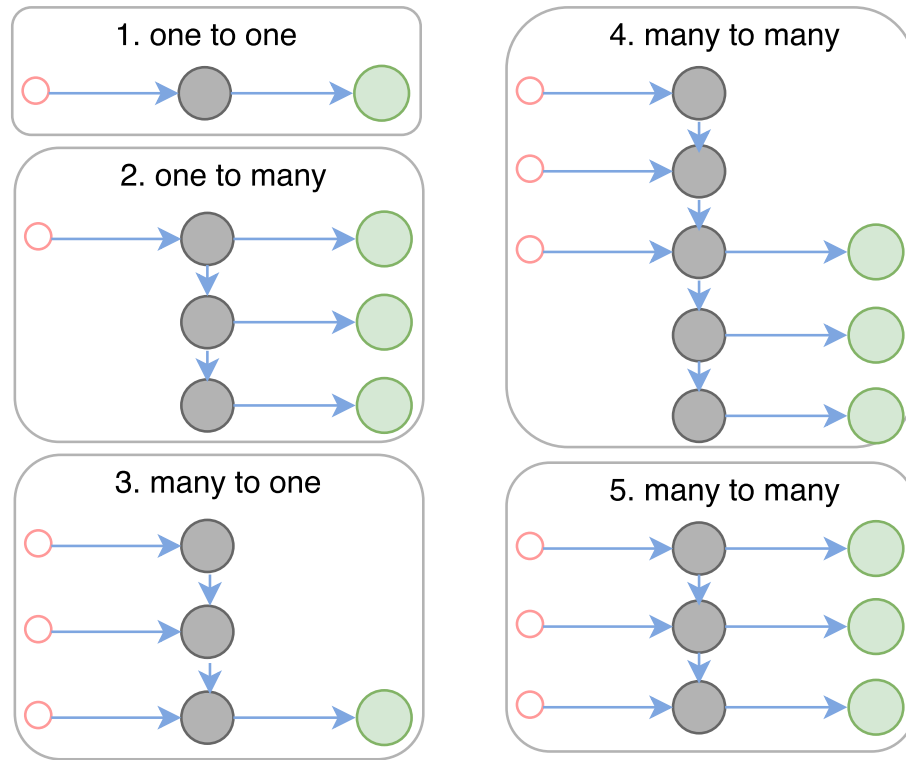 1. one to one
2. one to many
3. many to one
4. many to many
5. many to many